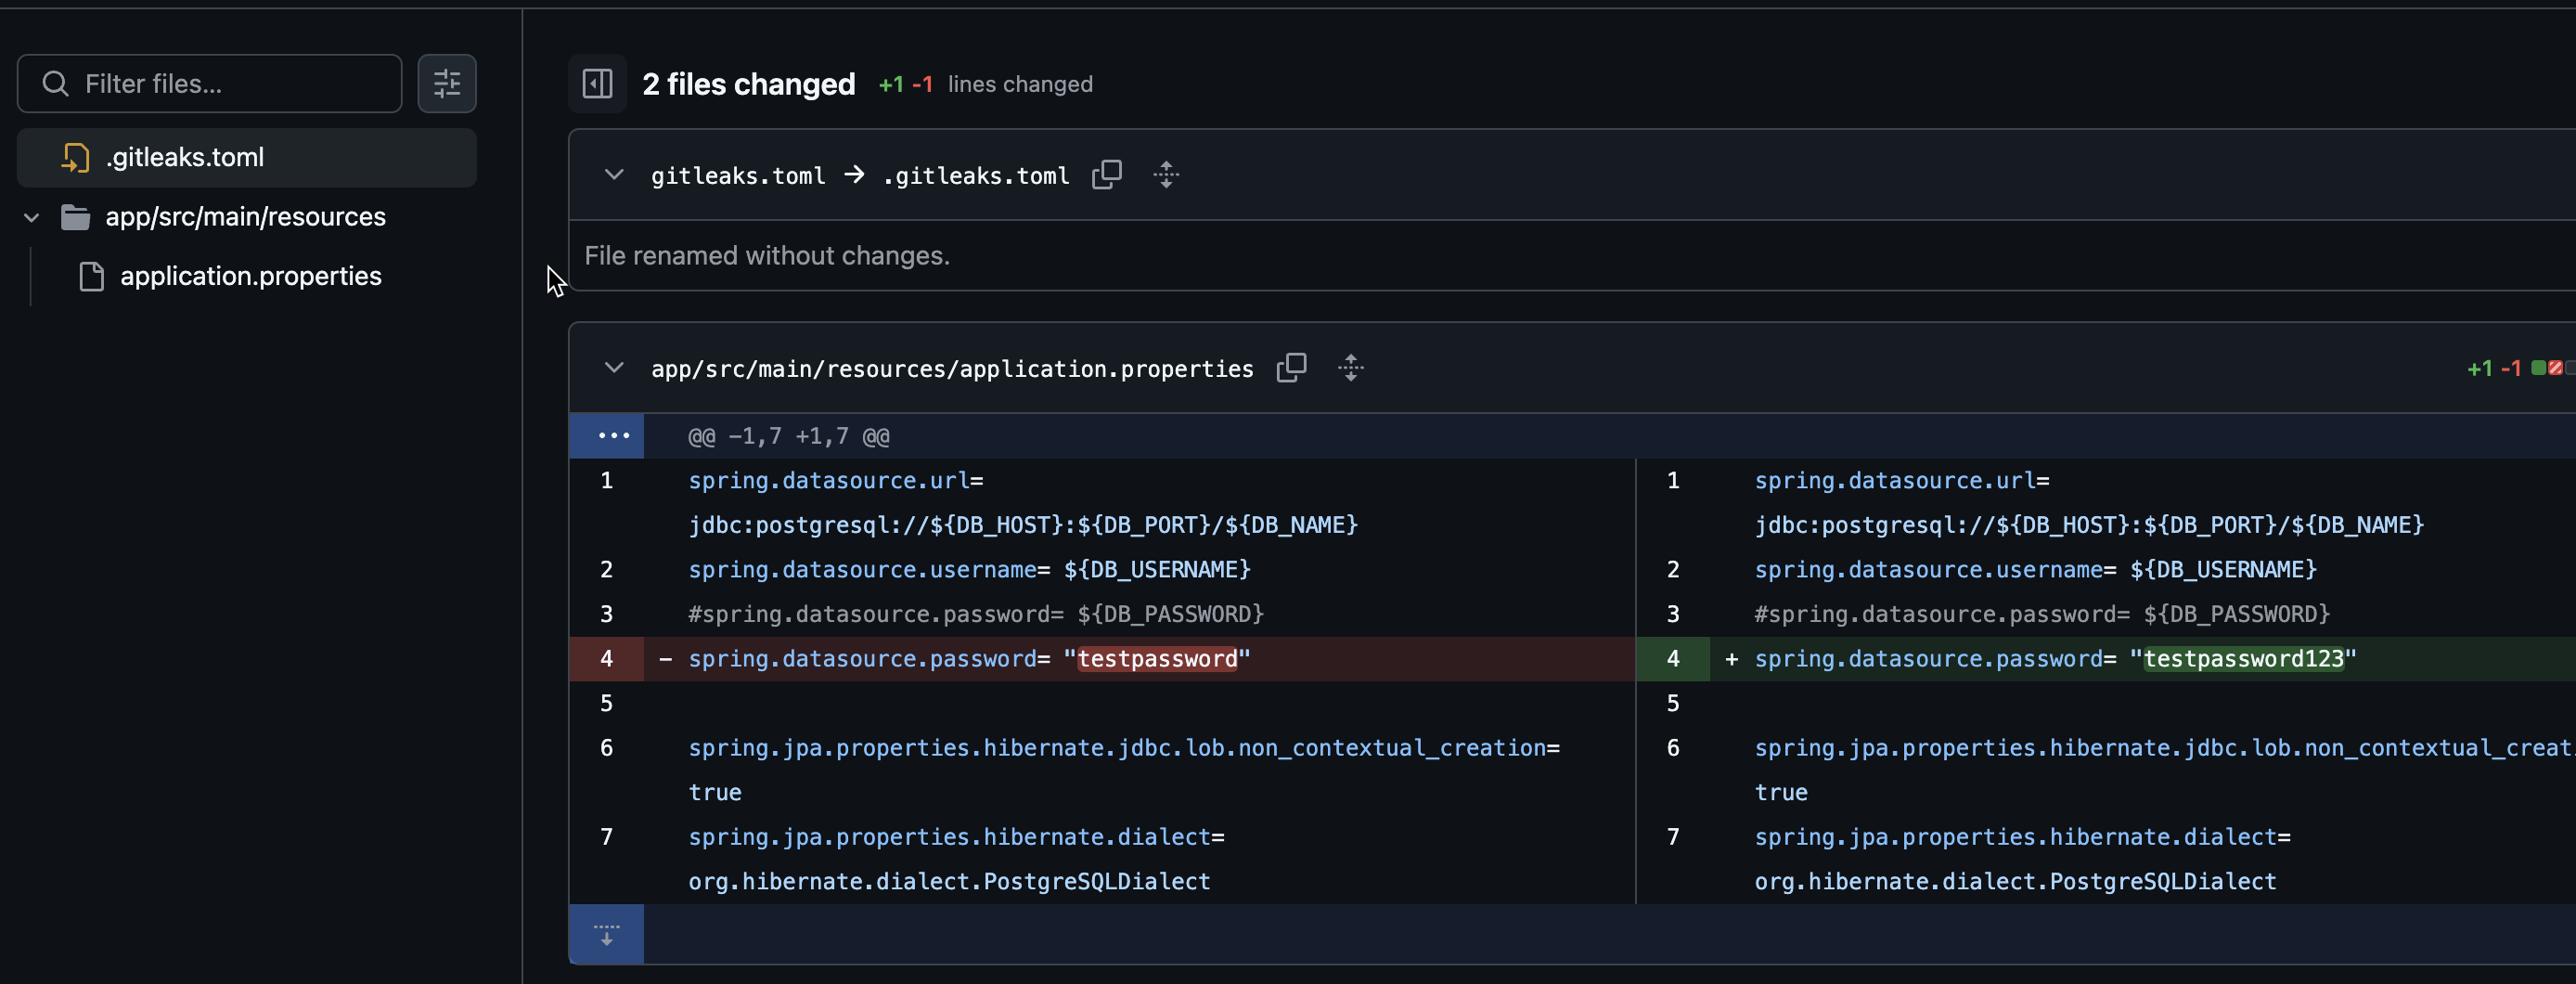 Filter files...
.gitleaks.toml
app/src/main/resources
application.properties
2 files changed +1 -1 lines changed
gitleaks.toml → .gitleaks.toml
File renamed without changes.
app/src/main/resources/application.properties
+1 -1
@@ -1,7 +1,7 @@
1 spring.datasource.url=
jdbc:postgresql://${DB_HOST}:${DB_PORT}/${DB_NAME}
2 spring.datasource.username= ${DB_USERNAME}
3 #spring.datasource.password= ${DB_PASSWORD}
4 - spring.datasource.password= "testpassword"
5
6 spring.jpa.properties.hibernate.jdbc.lob.non_contextual_creation=
true
7 spring.jpa.properties.hibernate.dialect=
org.hibernate.dialect.PostgreSQLDialect
1 spring.datasource.url=
jdbc:postgresql://${DB_HOST}:${DB_PORT}/${DB_NAME}
2 spring.datasource.username= ${DB_USERNAME}
3 #spring.datasource.password= ${DB_PASSWORD}
4 + spring.datasource.password= "testpassword123"
5
6 spring.jpa.properties.hibernate.jdbc.lob.non_contextual_creat
true
7 spring.jpa.properties.hibernate.dialect=
org.hibernate.dialect.PostgreSQLDialect